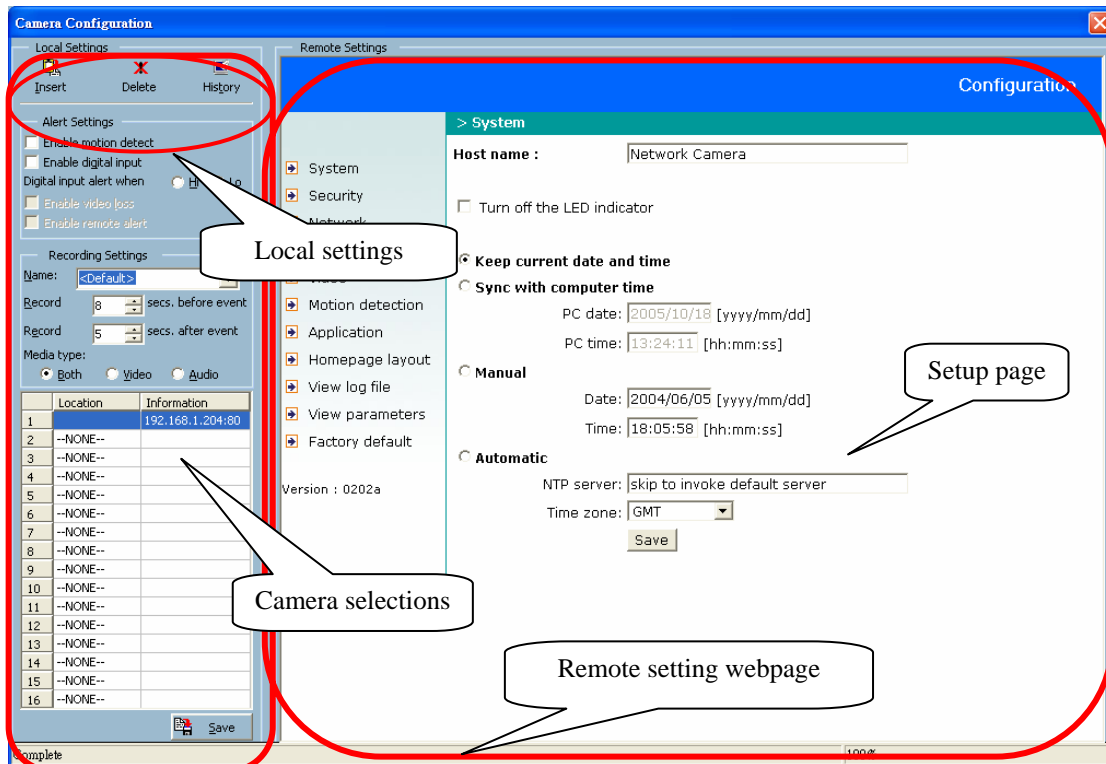 Camera Configuration
Local Settings
Insert Delete History
Alert Settings
Enable motion detect
Enable digital input
Digital input alert when Lo
Enable video loss
Enable remote alert
Recording Settings
Name: <Default>
Record 8 secs. before event
Record 5 secs. after event
Media type:
Both Video Audio
Location Information
1 192.168.1.204:80
2 --NONE--
3 --NONE--
4 --NONE--
5 --NONE--
6 --NONE--
7 --NONE--
8 --NONE--
9 --NONE--
10 --NONE--
11 --NONE--
12 --NONE--
13 --NONE--
14 --NONE--
15 --NONE--
16 --NONE--
Save
Complete
Local settings
Camera selections
Remote Settings
Configuration
System
Security
Network
Video
Motion detection
Application
Homepage layout
View log file
View parameters
Factory default
Version : 0202a
> System
Host name : Network Camera
Turn off the LED indicator
Keep current date and time
Sync with computer time
PC date: 2005/10/18 [yyyy/mm/dd]
PC time: 13:24:11 [hh:mm:ss]
Manual
Date: 2004/06/05 [yyyy/mm/dd]
Time: 18:05:58 [hh:mm:ss]
Automatic
NTP server: skip to invoke default server
Time zone: GMT
Save
Setup page
Remote setting webpage
100%